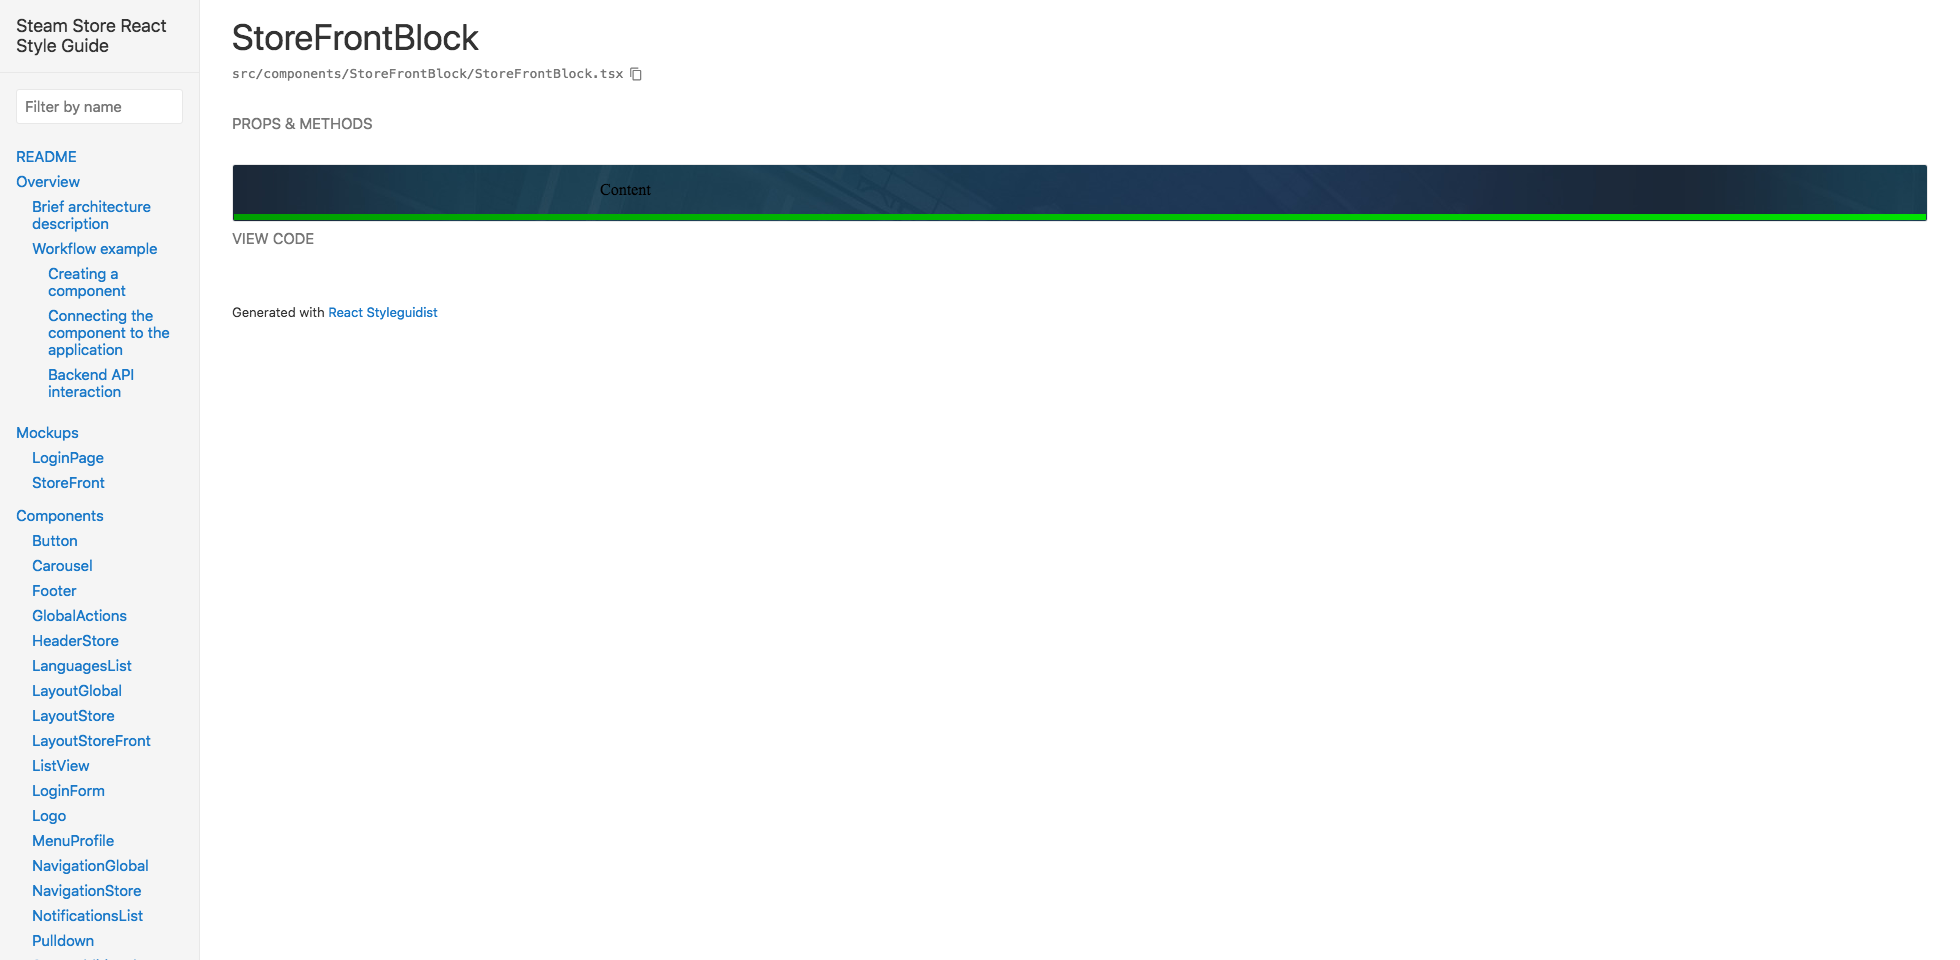 Steam Store React
Style Guide
Filter by name
README
Overview
Brief architecture
description
Workflow example
Creating a
component
Connecting the
component to the
application
Backend API
interaction
Mockups
LoginPage
StoreFront
Components
Button
Carousel
Footer
GlobalActions
HeaderStore
LanguagesList
LayoutGlobal
LayoutStore
LayoutStoreFront
ListView
LoginForm
Logo
MenuProfile
NavigationGlobal
NavigationStore
NotificationsList
Pulldown
StoreFrontBlock
src/components/StoreFrontBlock/StoreFrontBlock.tsx
PROPS & METHODS
Content
VIEW CODE
Generated with React Styleguidist